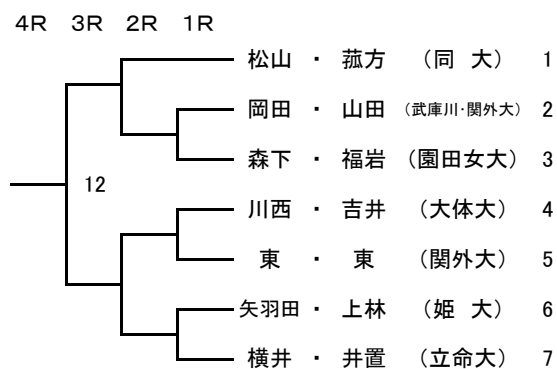 4R 3R 2R 1R
松山 ・ 菰方 （同 大） 1
岡田 ・ 山田 （武庫川・関外大） 2
森下 ・ 福岩 （園田女大） 3
12
川西 ・ 吉井 （大体大） 4
東 ・ 東 （関外大） 5
矢羽田 ・ 上林 （姫 大） 6
横井 ・ 井置 （立命大） 7